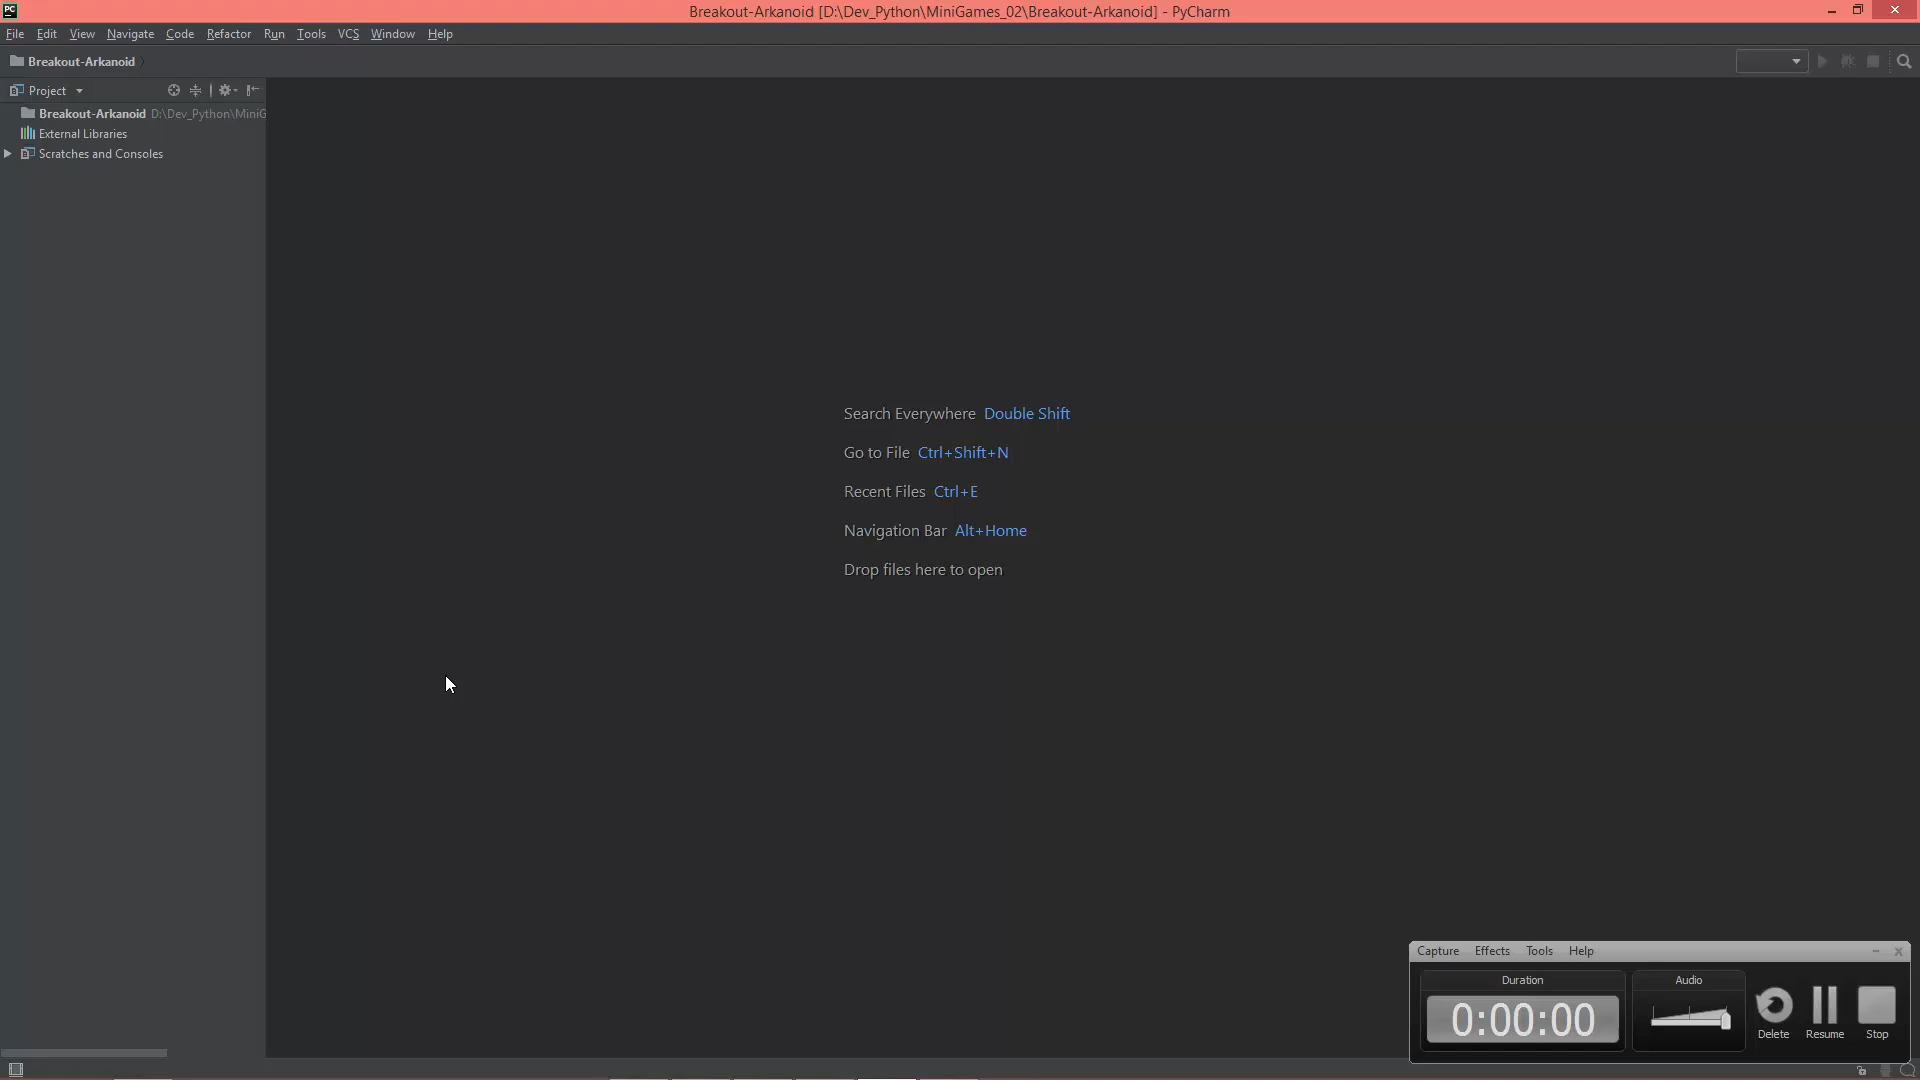 PC
Breakout-Arkanoid [D:\Dev_Python\MiniGames_02\Breakout-Arkanoid] - PyCharm
File Edit View Navigate Code Refactor Run Tools VCS Window Help
Breakout-Arkanoid
Project
Breakout-Arkanoid D:\Dev_Python\MiniG
External Libraries
Scratches and Consoles
Search Everywhere Double Shift
Go to File Ctrl+Shift+N
Recent Files Ctrl+E
Navigation Bar Alt+Home
Drop files here to open
Capture Effects Tools Help
Duration Audio
0:00:00
Delete Resume Stop